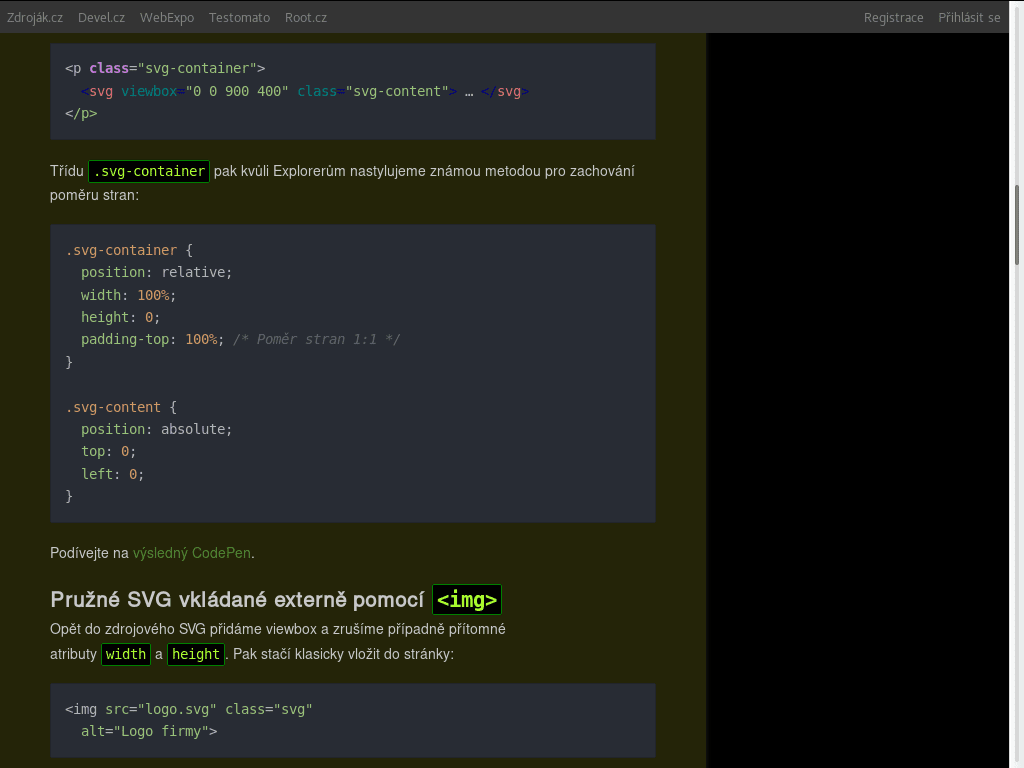 Zdroják.cz Devel.cz WebExpo Testomato Root.cz Registrace Přihlásit se
<p class="svg-container">
<svg viewbox="0 0 900 400" class="svg-content"> … </svg>
</p>
Třídu .svg-container pak kvůli Explorerům nastylujeme známou metodou pro zachování
poměru stran:
.svg-container {
position: relative;
width: 100%;
height: 0;
padding-top: 100%; /* Poměr stran 1:1 */
}
.svg-content {
position: absolute;
top: 0;
left: 0;
}
Podívejte na výsledný CodePen.
Pružné SVG vkládané externě pomocí <img>
Opět do zdrojového SVG přidáme viewbox a zrušíme případně přítomné
atributy width a height. Pak stačí klasicky vložit do stránky:
<img src="logo.svg" class="svg"
alt="Logo firmy">